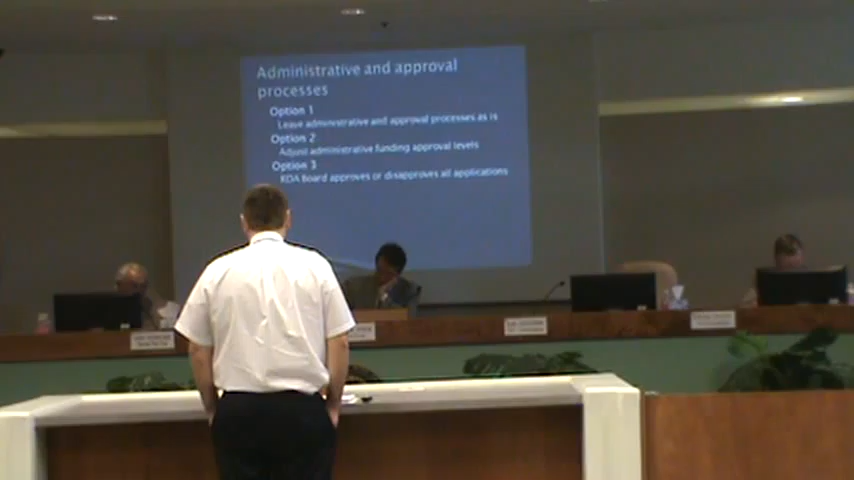 Administrative and approval
processes
Option 1
Leave administrative and approval processes as is
Option 2
Adjust administrative funding approval levels
Option 3
RDA Board approves or disapproves all applications